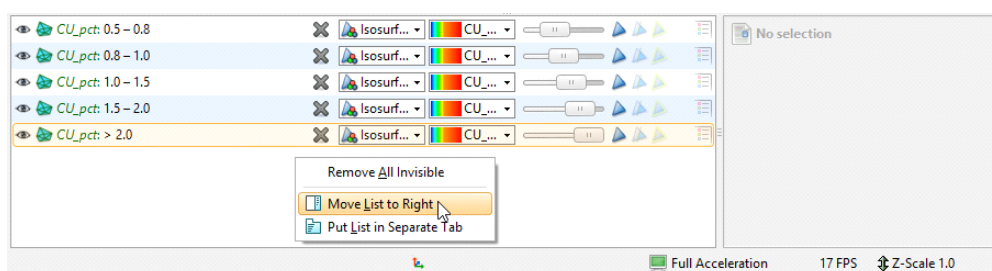 CU_pct: 0.5 – 0.8 Isosurf... CU_...
CU_pct: 0.8 – 1.0 Isosurf... CU_...
CU_pct: 1.0 – 1.5 Isosurf... CU_...
CU_pct: 1.5 – 2.0 Isosurf... CU_...
CU_pct: > 2.0 Isosurf... CU_...
No selection
Remove All Invisible
Move List to Right
Put List in Separate Tab
Full Acceleration 17 FPS Z-Scale 1.0